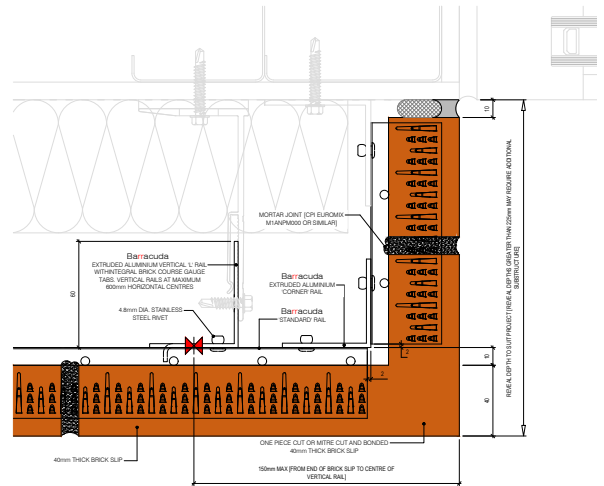 10
MORTAR JOINT [CPI EUROMIX
M1ANPM000 OR SIMILAR]
REVEAL DEPTH TO SUIT PROJECT [REVEAL DEPTHS GREATER THAN 225mm MAY REQUIRE ADDITIONAL
SUBSTRUCTURE]
Barracuda
EXTRUDED ALUMINIUM VERTICAL 'L' RAIL
WITHINTEGRAL BRICK COURSE GAUGE
TABS. VERTICAL RAILS AT MAXIMUM
600mm HORIZONTAL CENTRES
60
Barracuda
EXTRUDED ALUMINIUM
'CORNER' RAIL
4.8mm DIA. STAINLESS
STEEL RIVET
Barracuda
'STANDARD' RAIL
2
10
2
40
ONE PIECE CUT OR MITRE CUT AND BONDED
40mm THICK BRICK SLIP
40mm THICK BRICK SLIP
150mm MAX [FROM END OF BRICK SLIP TO CENTRE OF
VERTICAL RAIL]